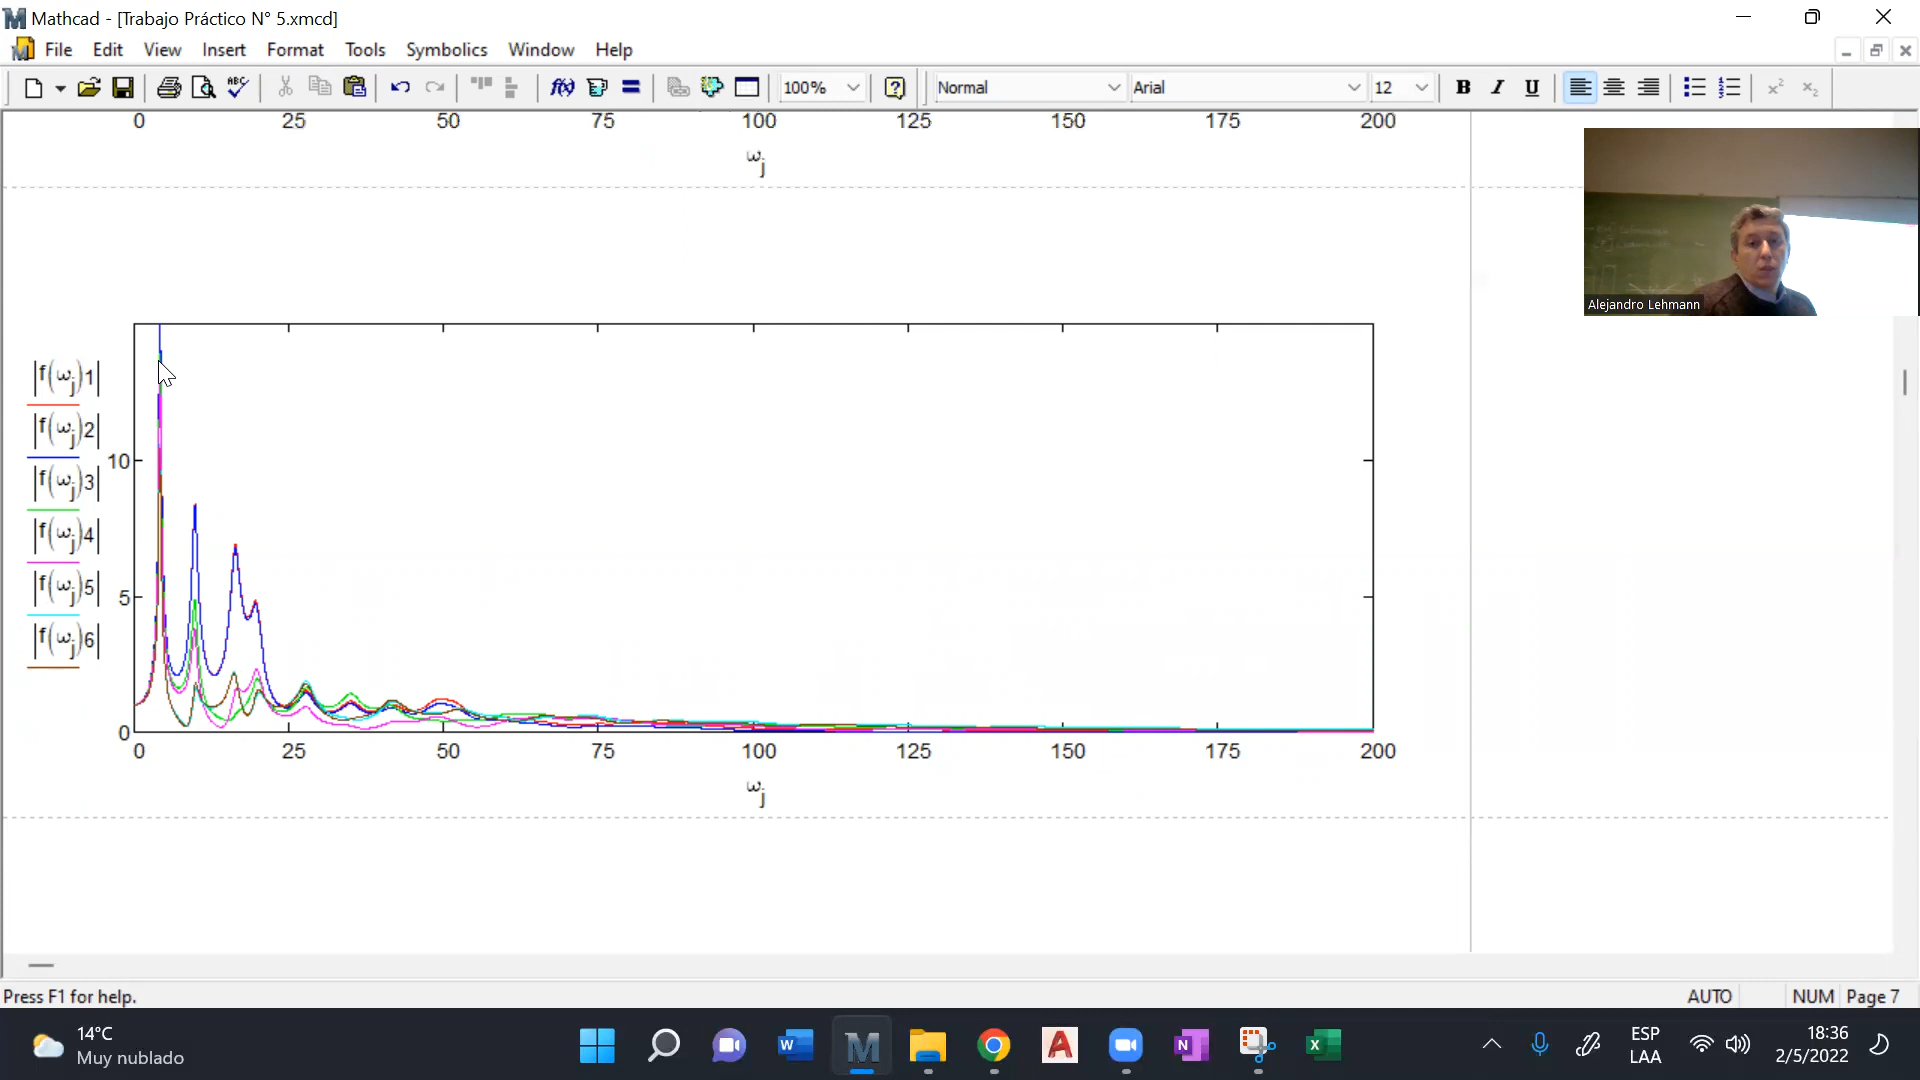 Mathcad - [Trabajo Práctico N° 5.xmcd]
File Edit View Insert Format Tools Symbolics Window Help
100% Normal Arial 12 B I U
0 25 50 75 100 125 150 175 200
ωj
Alejandro Lehmann
|f(ωj)1|
|f(ωj)2|
|f(ωj)3|
|f(ωj)4|
|f(ωj)5|
|f(ωj)6|
10
5
0
0 25 50 75 100 125 150 175 200
ωj
Press F1 for help.
AUTO NUM Page 7
14°C
Muy nublado
ESP
LAA
18:36
2/5/2022